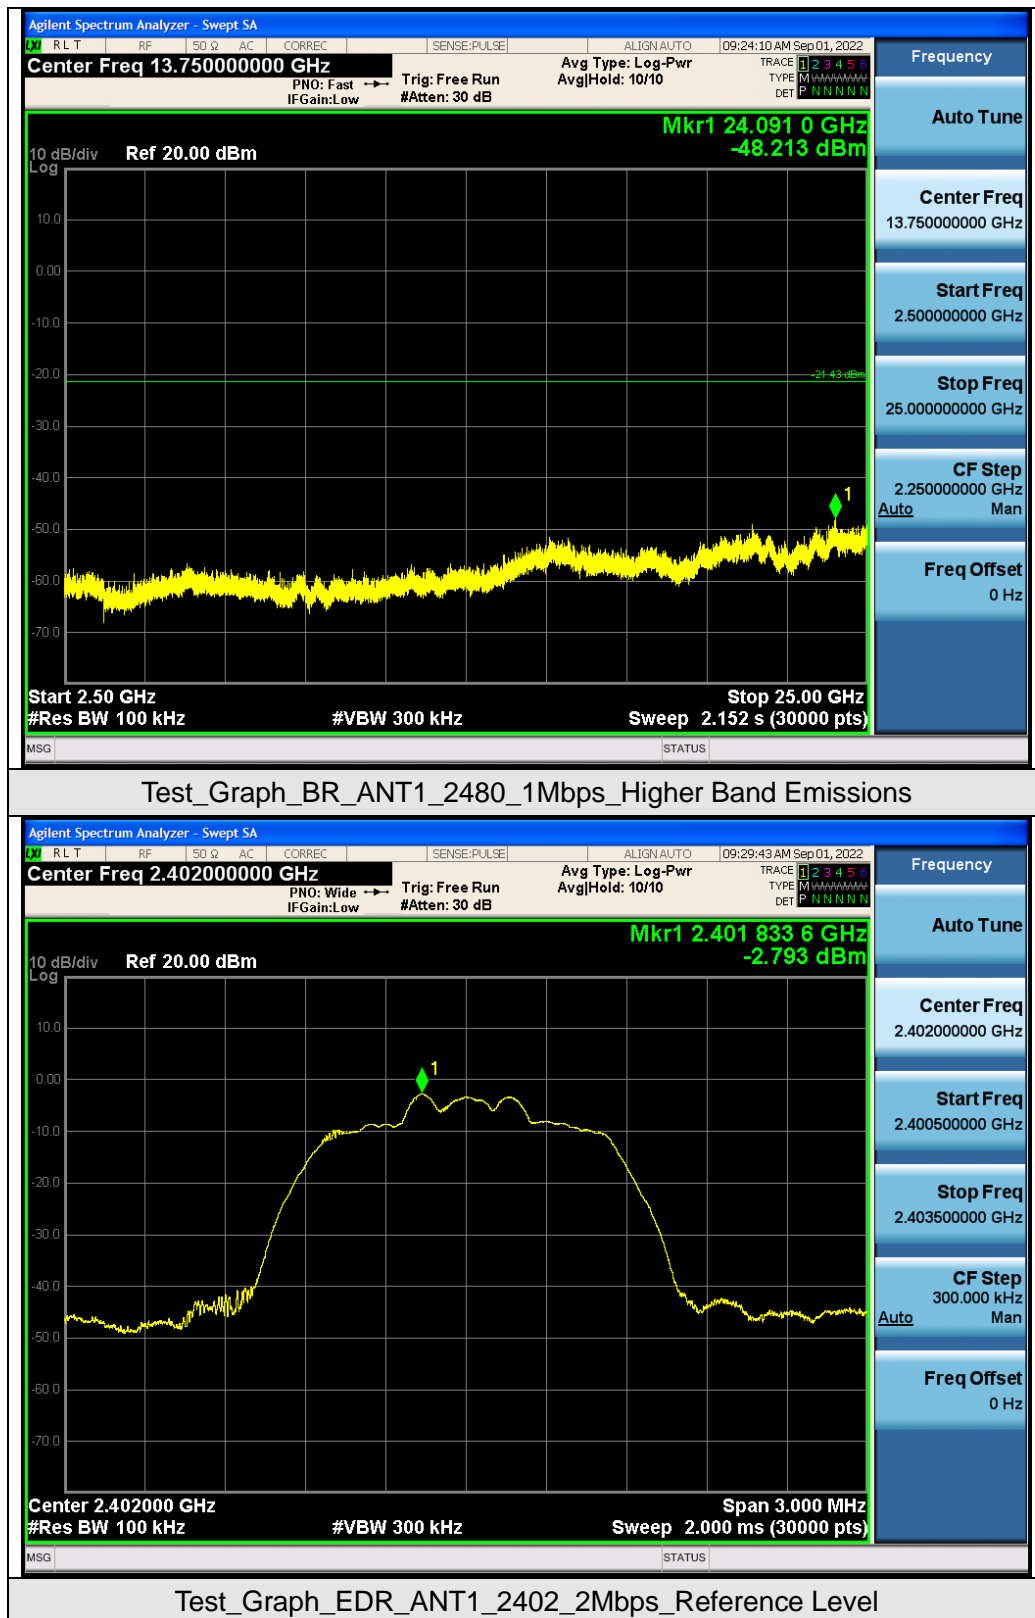 Agilent Spectrum Analyzer - Swept SA
LXI RLT RF 50 Ω AC CORREC SENSE:PULSE ALIGN AUTO 09:24:10 AM Sep 01, 2022
Center Freq 13.750000000 GHz
PNO: Fast
IFGain:Low
Trig: Free Run
#Atten: 30 dB
Avg Type: Log-Pwr
Avg|Hold: 10/10
TRACE 1 2 3 4 5 6
TYPE M
DET P N N N N N
Mkr1 24.091 0 GHz
-48.213 dBm
10 dB/div Ref 20.00 dBm
Log
10.0
0.00
-10.0
-20.0
-21.43 dBm
-30.0
-40.0
1
-50.0
-60.0
-70.0
Start 2.50 GHz Stop 25.00 GHz
#Res BW 100 kHz #VBW 300 kHz Sweep 2.152 s (30000 pts)
MSG STATUS
Frequency
Auto Tune
Center Freq
13.750000000 GHz
Start Freq
2.500000000 GHz
Stop Freq
25.000000000 GHz
CF Step
2.250000000 GHz
Auto Man
Freq Offset
0 Hz
Test_Graph_BR_ANT1_2480_1Mbps_Higher Band Emissions
Agilent Spectrum Analyzer - Swept SA
LXI RLT RF 50 Ω AC CORREC SENSE:PULSE ALIGN AUTO 09:29:43 AM Sep 01, 2022
Center Freq 2.402000000 GHz
PNO: Wide
IFGain:Low
Trig: Free Run
#Atten: 30 dB
Avg Type: Log-Pwr
Avg|Hold: 10/10
TRACE 1 2 3 4 5 6
TYPE M
DET P N N N N N
Mkr1 2.401 833 6 GHz
-2.793 dBm
10 dB/div Ref 20.00 dBm
Log
10.0
1
0.00
-10.0
-20.0
-30.0
-40.0
-50.0
-60.0
-70.0
Center 2.402000 GHz Span 3.000 MHz
#Res BW 100 kHz #VBW 300 kHz Sweep 2.000 ms (30000 pts)
MSG STATUS
Frequency
Auto Tune
Center Freq
2.402000000 GHz
Start Freq
2.400500000 GHz
Stop Freq
2.403500000 GHz
CF Step
300.000 kHz
Auto Man
Freq Offset
0 Hz
Test_Graph_EDR_ANT1_2402_2Mbps_Reference Level